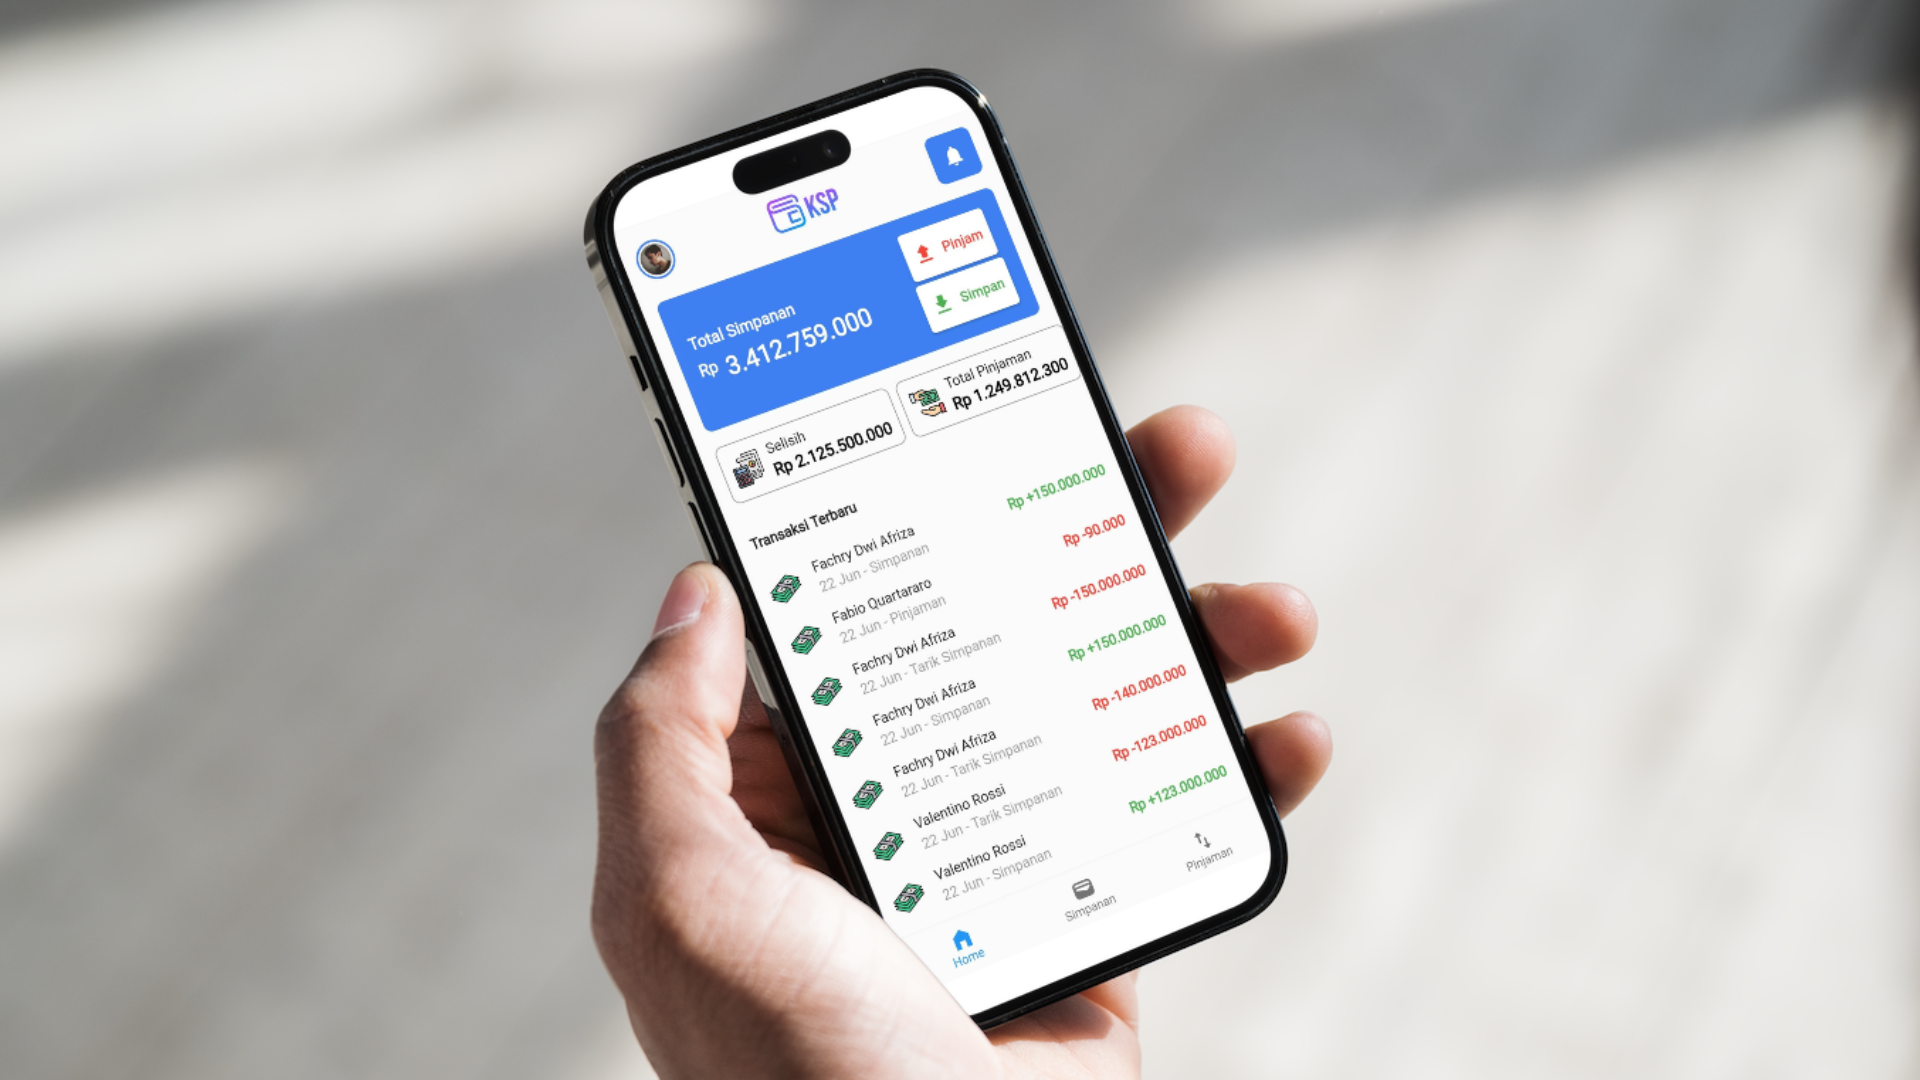 KSP
Pinjam
Simpan
Total Simpanan
Rp 3.412.759.000
Selisih
Rp 2.125.500.000
Total Pinjaman
Rp 1.249.812.300
Transaksi Terbaru
Fachry Dwi Afriza
22 Jun - Simpanan
Rp +150.000.000
Fabio Quartararo
22 Jun - Pinjaman
Rp -90.000
Fachry Dwi Afriza
22 Jun - Tarik Simpanan
Rp -150.000.000
Fachry Dwi Afriza
22 Jun - Simpanan
Rp +150.000.000
Fachry Dwi Afriza
22 Jun - Tarik Simpanan
Rp -140.000.000
Valentino Rossi
22 Jun - Tarik Simpanan
Rp -123.000.000
Valentino Rossi
22 Jun - Simpanan
Rp +123.000.000
Home
Simpanan
Pinjaman